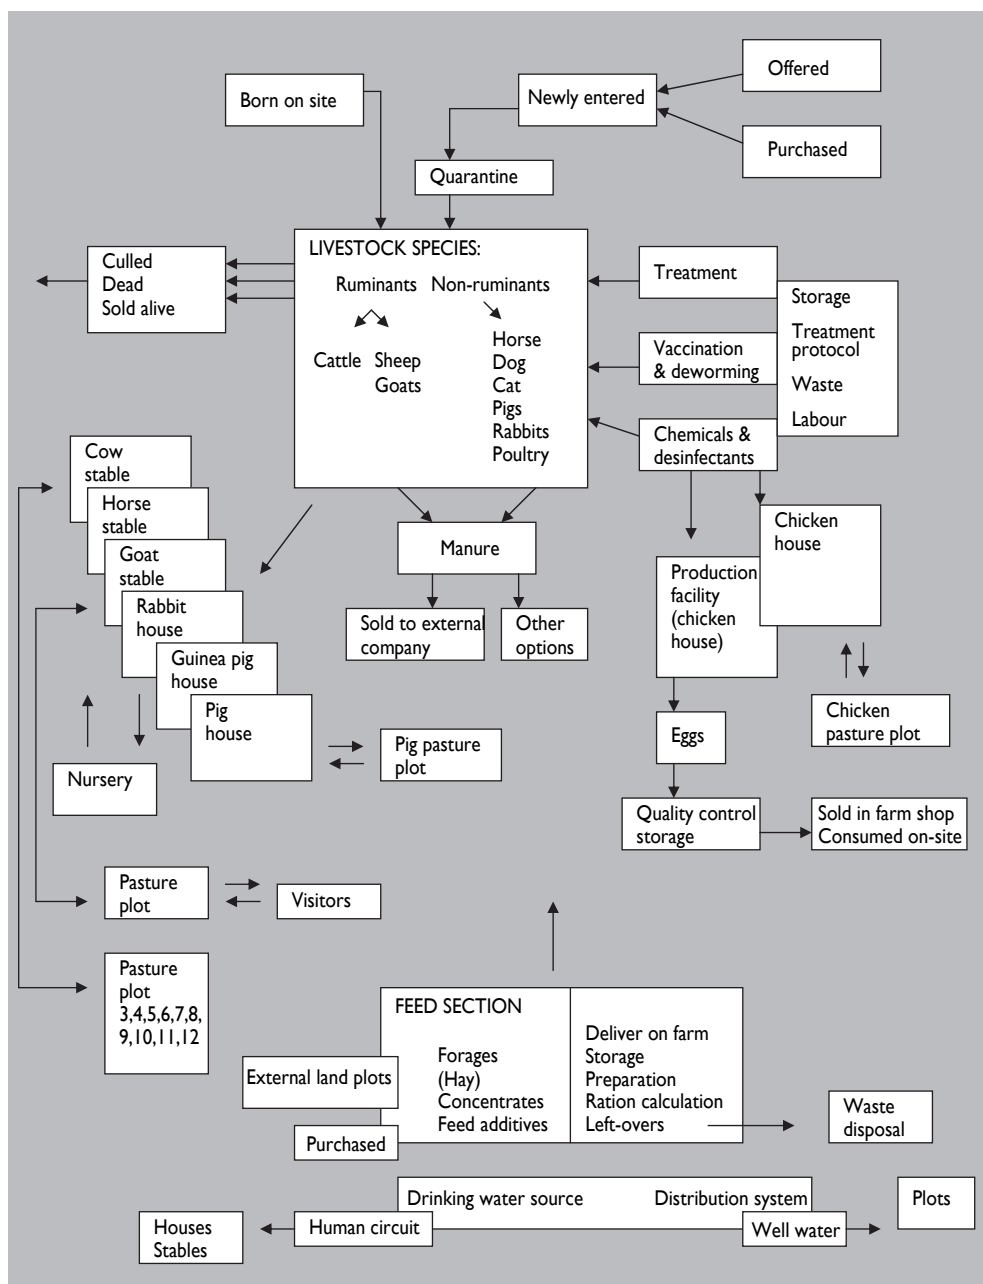 Offered
Born on site
Newly entered
Purchased
Quarantine
LIVESTOCK SPECIES:
Ruminants Non-ruminants
Cattle Sheep
Goats
Horse
Dog
Cat
Pigs
Rabbits
Poultry
Culled
Dead
Sold alive
Treatment
Vaccination
& deworming
Chemicals &
desinfectants
Storage
Treatment
protocol
Waste
Labour
Cow
stable
Horse
stable
Goat
stable
Rabbit
house
Guinea pig
house
Pig
house
Manure
Sold to external
company
Other
options
Chicken
house
Production
facility
(chicken
house)
Nursery
Pig pasture
plot
Eggs
Chicken
pasture plot
Quality control
storage
Sold in farm shop
Consumed on-site
Pasture
plot
Visitors
Pasture
plot
3,4,5,6,7,8,
9,10,11,12
FEED SECTION
Forages
(Hay)
Concentrates
Feed additives
Deliver on farm
Storage
Preparation
Ration calculation
Left-overs
External land plots
Purchased
Waste
disposal
Drinking water source Distribution system
Plots
Houses
Stables
Human circuit
Well water